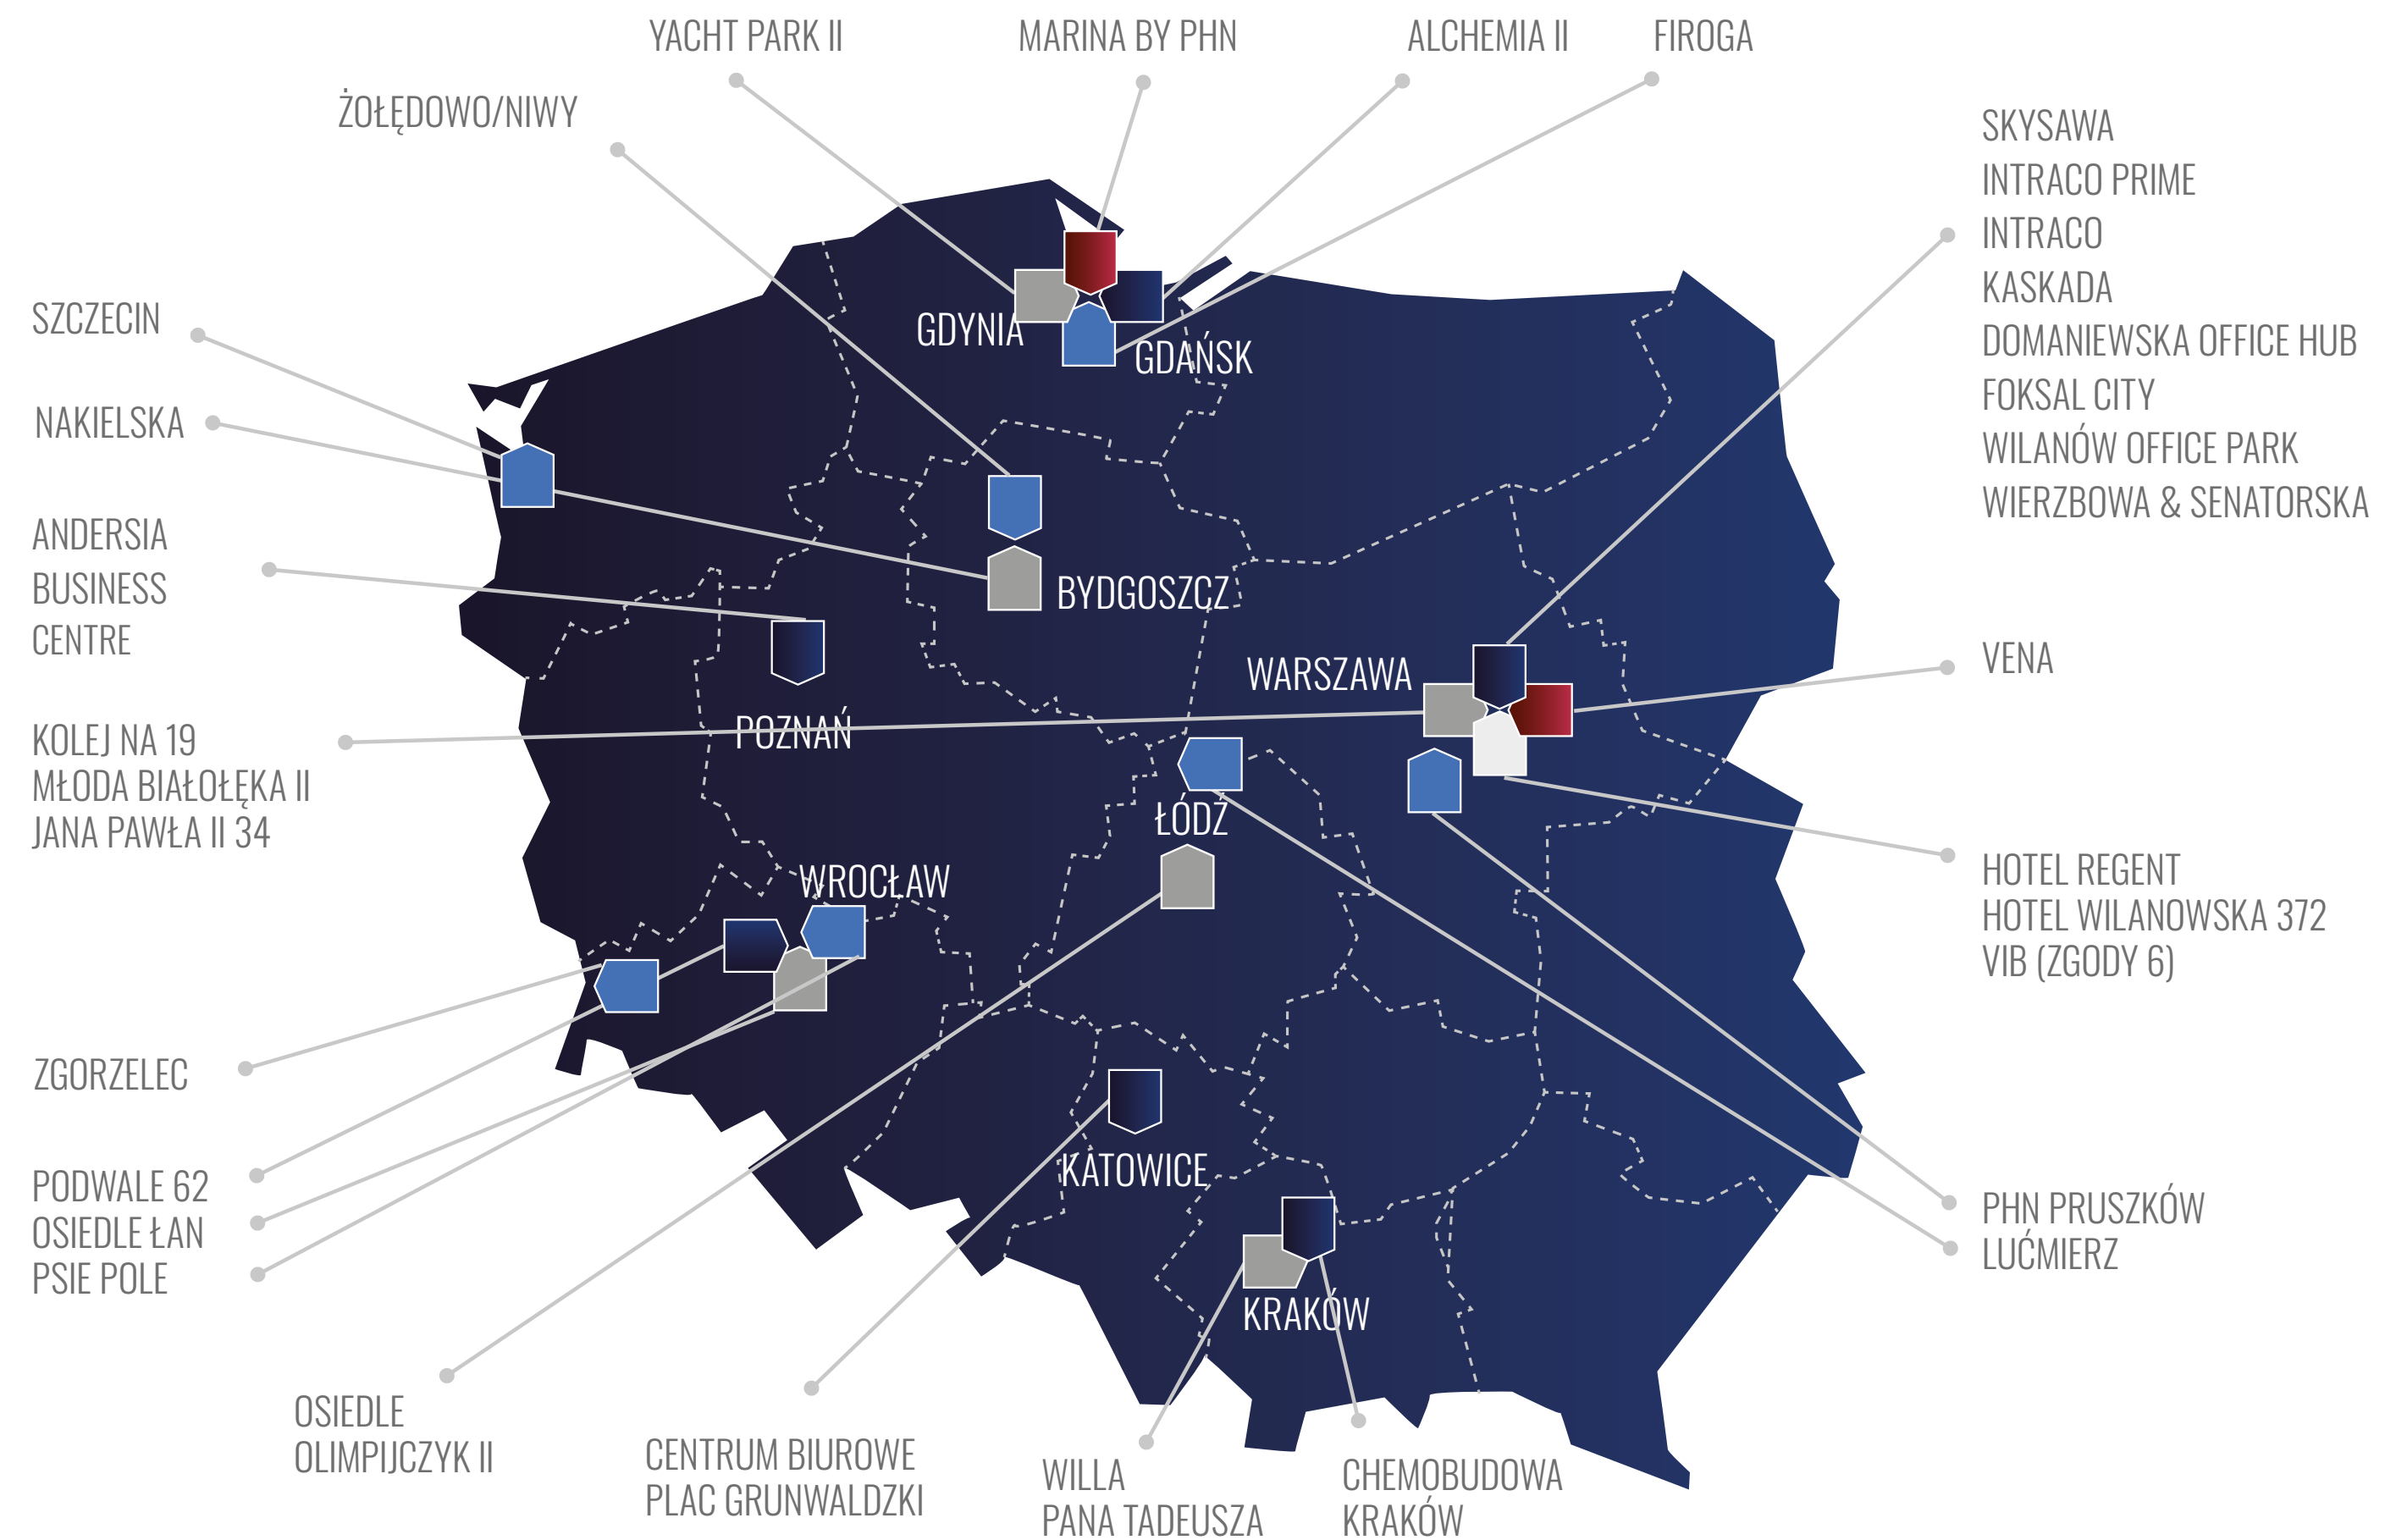 YACHT PARK II
MARINA BY PHN
ALCHEMIA II
FIROGA
ŻOŁĘDOWO/NIWY
SKYSAWA
INTRACO PRIME
INTRACO
KASKADA
DOMANIEWSKA OFFICE HUB
FOKSAL CITY
WILANÓW OFFICE PARK
WIERZBOWA & SENATORSKA
SZCZECIN
GDYNIA
GDAŃSK
NAKIELSKA
ANDERSIA
BUSINESS
CENTRE
BYDGOSZCZ
WARSZAWA
VENA
POZNAŃ
KOLEJ NA 19
MŁODA BIAŁOŁĘKA II
JANA PAWŁA II 34
ŁÓDŹ
WROCŁAW
HOTEL REGENT
HOTEL WILANOWSKA 372
VIB (ZGODY 6)
ZGORZELEC
KATOWICE
PODWALE 62
OSIEDLE ŁAN
PSIE POLE
PHN PRUSZKÓW
LUĆMIERZ
KRAKÓW
OSIEDLE
OLIMPIJCZYK II
CENTRUM BIUROWE
PLAC GRUNWALDZKI
WILLA
PANA TADEUSZA
CHEMOBUDOWA
KRAKÓW